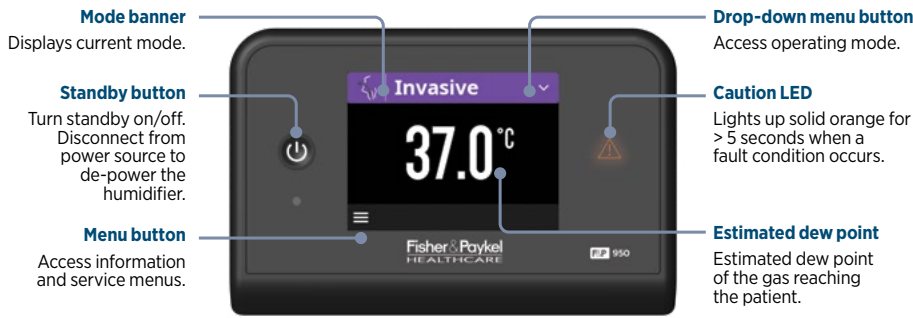 Mode banner
Displays current mode.
Standby button
Turn standby on/off.
Disconnect from
power source to
de-power the
humidifier.
Menu button
Access information
and service menus.
Invasive
37.0°C
Fisher & Paykel
HEALTHCARE
F&P 950
Drop-down menu button
Access operating mode.
Caution LED
Lights up solid orange for
> 5 seconds when a
fault condition occurs.
Estimated dew point
Estimated dew point
of the gas reaching
the patient.